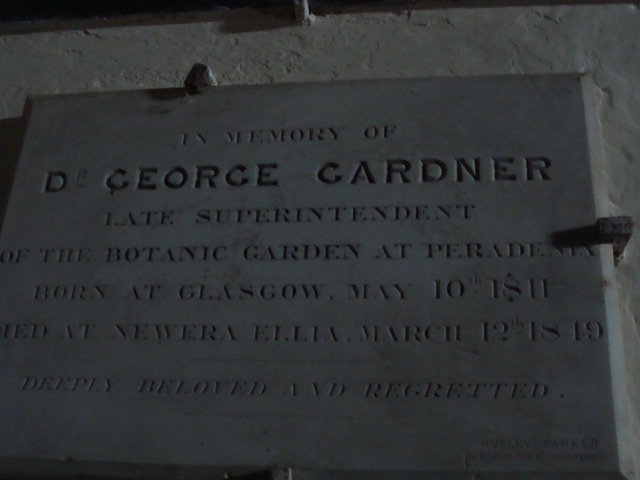 IN MEMORY OF
DR GEORGE GARDNER
LATE SUPERINTENDENT
OF THE BOTANIC GARDEN AT PERADENIA
BORN AT GLASGOW, MAY 10th 1811
DIED AT NEWERA ELLIA, MARCH 12th 1849
DEEPLY BELOVED AND REGRETTED.
PARKER